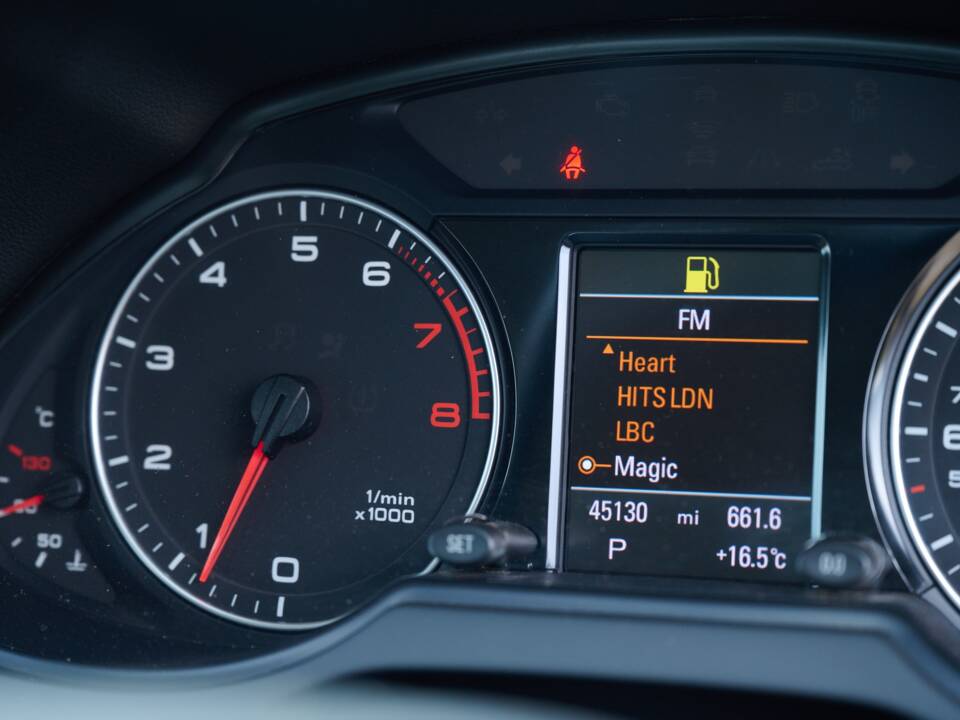 5
4
6
3
7
8
2
1
0
1/min
x1000
°C
130
50
SET
FM
Heart
HITS LDN
LBC
Magic
45130 mi 661.6
P +16.5°C
6